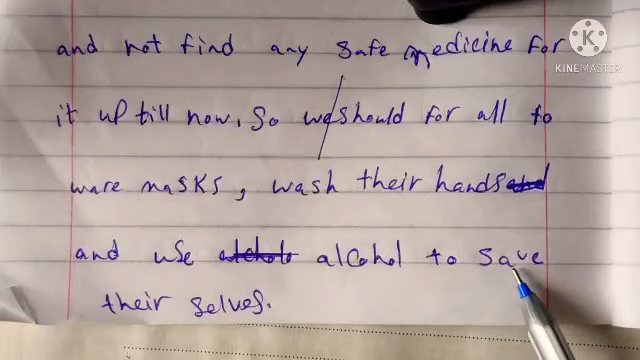 and not find any safe medicine for
it up till now. So we should for all to
ware masks, wash their hands
and use alcohol to save
their selves.
K
KINEMASTER